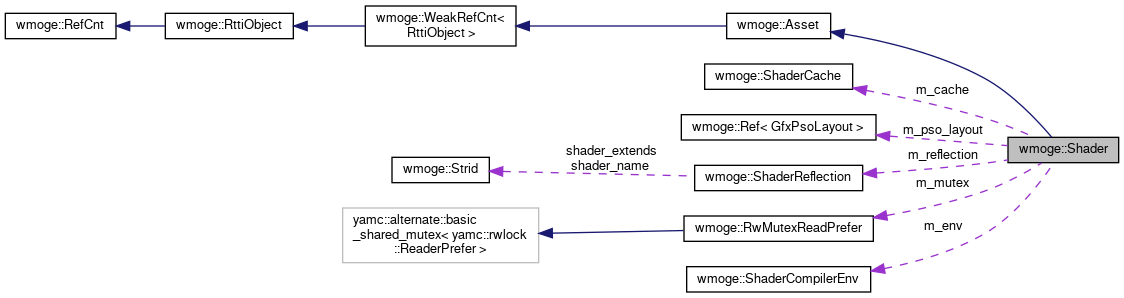 wmoge::RefCnt
wmoge::RttiObject
wmoge::WeakRefCnt<
RttiObject >
wmoge::Asset
wmoge::ShaderCache
m_cache
wmoge::Ref< GfxPsoLayout >
m_pso_layout
wmoge::Shader
shader_extends
shader_name
wmoge::Strid
wmoge::ShaderReflection
m_reflection
m_mutex
yamc::alternate::basic
_shared_mutex< yamc::rwlock
::ReaderPrefer >
wmoge::RwMutexReadPrefer
m_env
wmoge::ShaderCompilerEnv